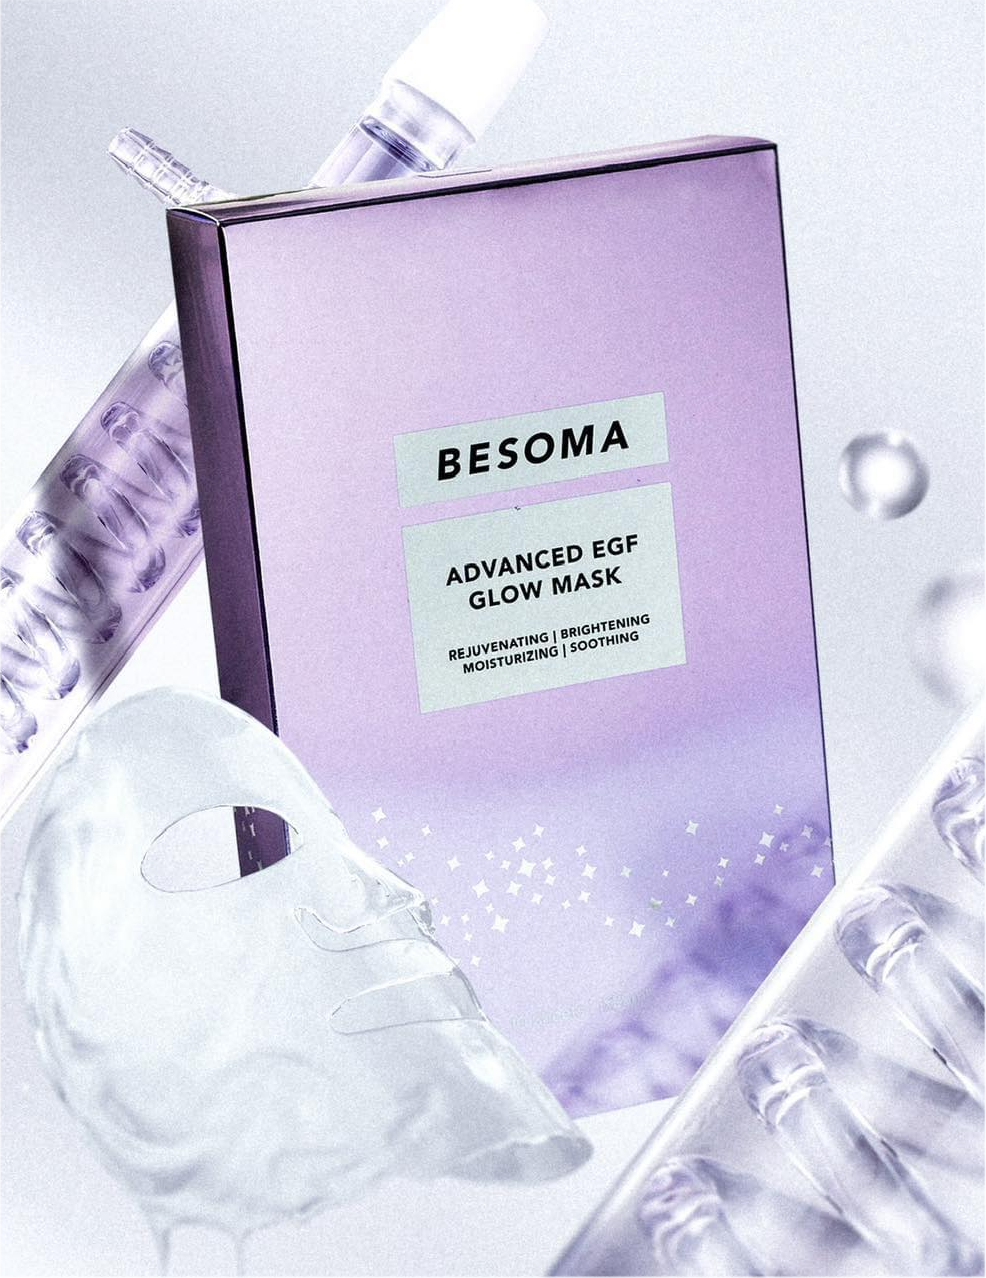 BESOMA
ADVANCED EGF
GLOW MASK
REJUVENATING | BRIGHTENING
MOISTURIZING | SOOTHING